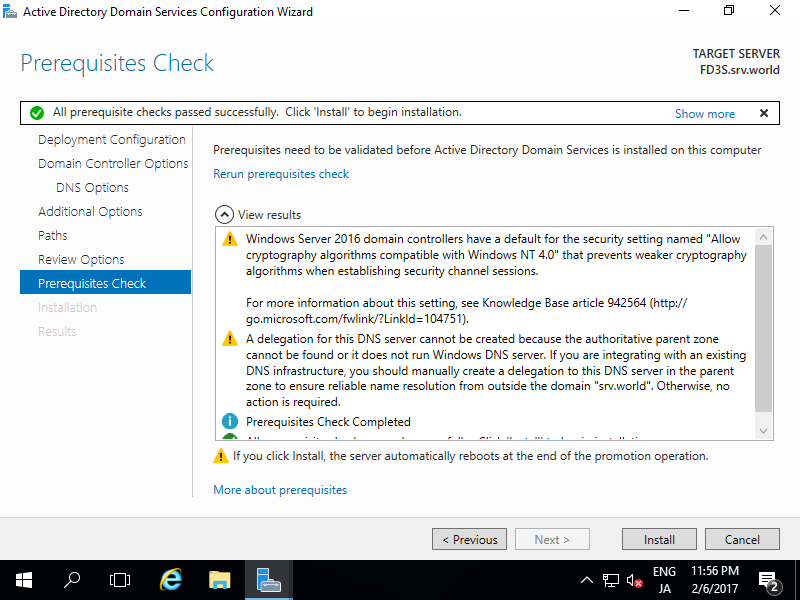 Active Directory Domain Services Configuration Wizard
Prerequisites Check
TARGET SERVER
FD3S.srv.world
All prerequisite checks passed successfully. Click 'Install' to begin installation.
Show more
Deployment Configuration
Domain Controller Options
DNS Options
Additional Options
Paths
Review Options
Prerequisites Check
Installation
Results
Prerequisites need to be validated before Active Directory Domain Services is installed on this computer
Rerun prerequisites check
View results
Windows Server 2016 domain controllers have a default for the security setting named "Allow
cryptography algorithms compatible with Windows NT 4.0" that prevents weaker cryptography
algorithms when establishing security channel sessions.
For more information about this setting, see Knowledge Base article 942564 (http://
go.microsoft.com/fwlink/?LinkId=104751).
A delegation for this DNS server cannot be created because the authoritative parent zone
cannot be found or it does not run Windows DNS server. If you are integrating with an existing
DNS infrastructure, you should manually create a delegation to this DNS server in the parent
zone to ensure reliable name resolution from outside the domain "srv.world". Otherwise, no
action is required.
Prerequisites Check Completed
If you click Install, the server automatically reboots at the end of the promotion operation.
More about prerequisites
< Previous
Next >
Install
Cancel
ENG
JA
11:56 PM
2/6/2017
2